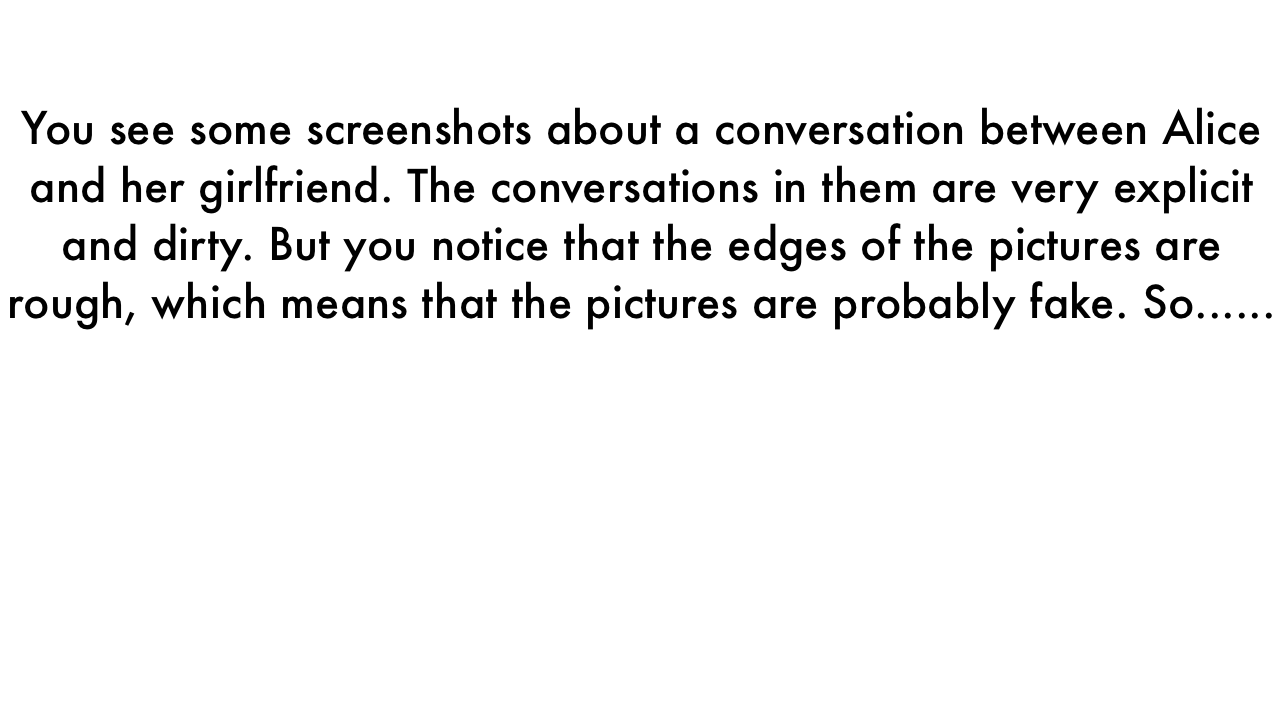 You see some screenshots about a conversation between Alice
and her girlfriend. The conversations in them are very explicit
and dirty. But you notice that the edges of the pictures are
rough, which means that the pictures are probably fake. So......